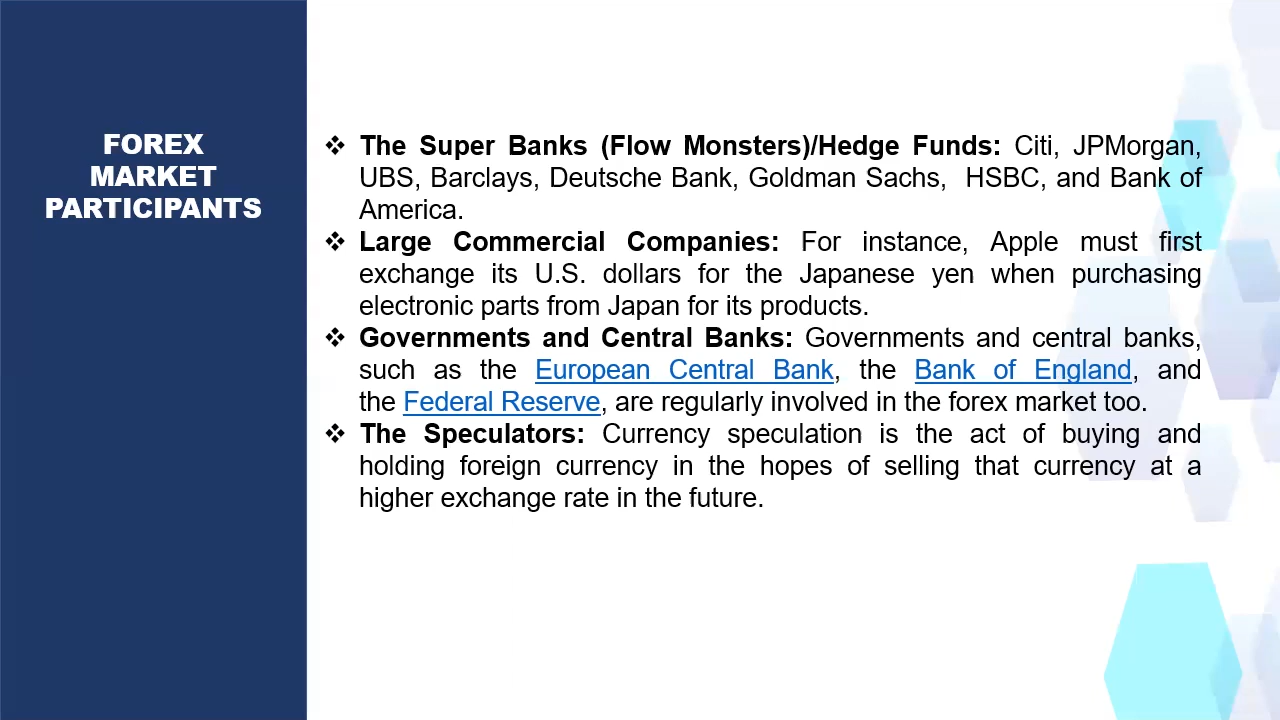 FOREX
MARKET
PARTICIPANTS
❖ The Super Banks (Flow Monsters)/Hedge Funds: Citi, JPMorgan,
UBS, Barclays, Deutsche Bank, Goldman Sachs,  HSBC, and Bank of
America.
❖ Large Commercial Companies: For instance, Apple must first
exchange its U.S. dollars for the Japanese yen when purchasing
electronic parts from Japan for its products.
❖ Governments and Central Banks: Governments and central banks,
such as the European Central Bank, the Bank of England, and
the Federal Reserve, are regularly involved in the forex market too.
❖ The Speculators: Currency speculation is the act of buying and
holding foreign currency in the hopes of selling that currency at a
higher exchange rate in the future.